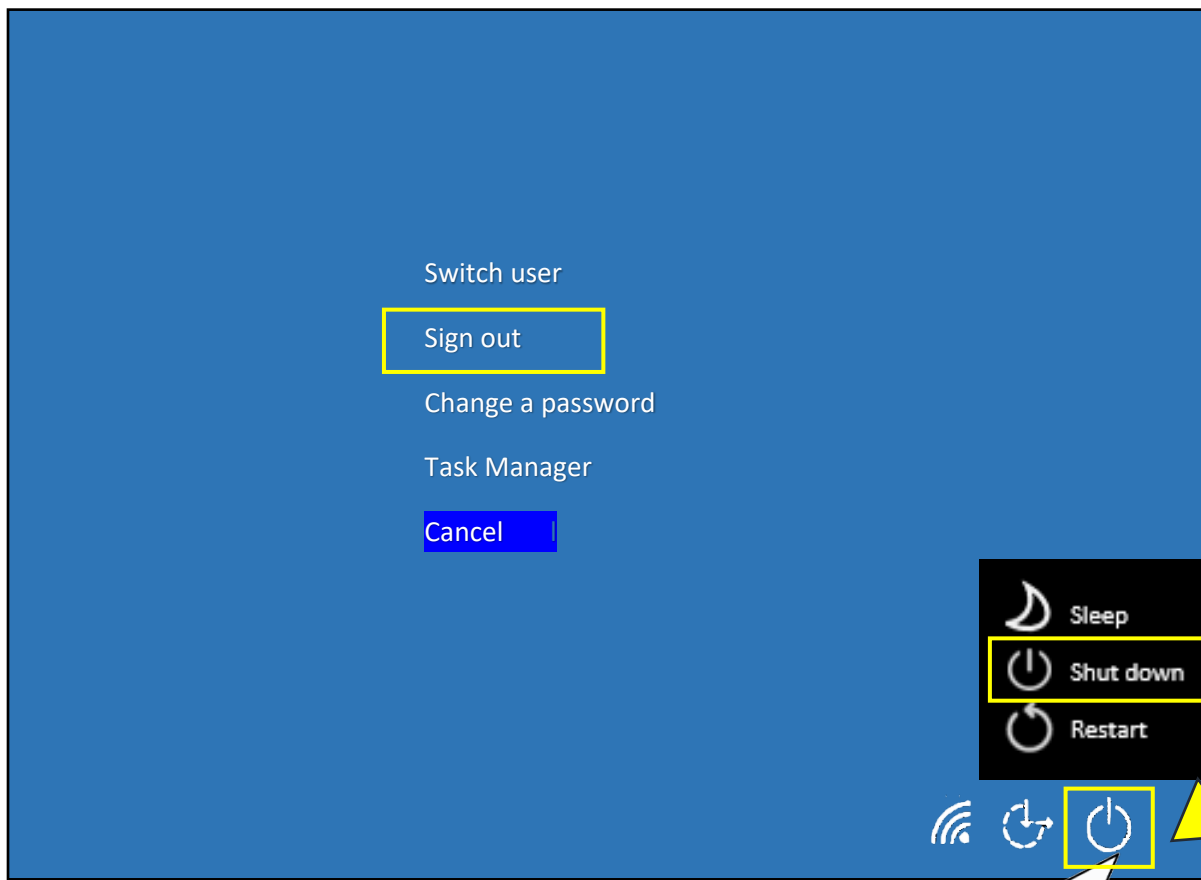 Switch user
Sign out
Change a password
Task Manager
Cancel
Sleep
Shut down
Restart